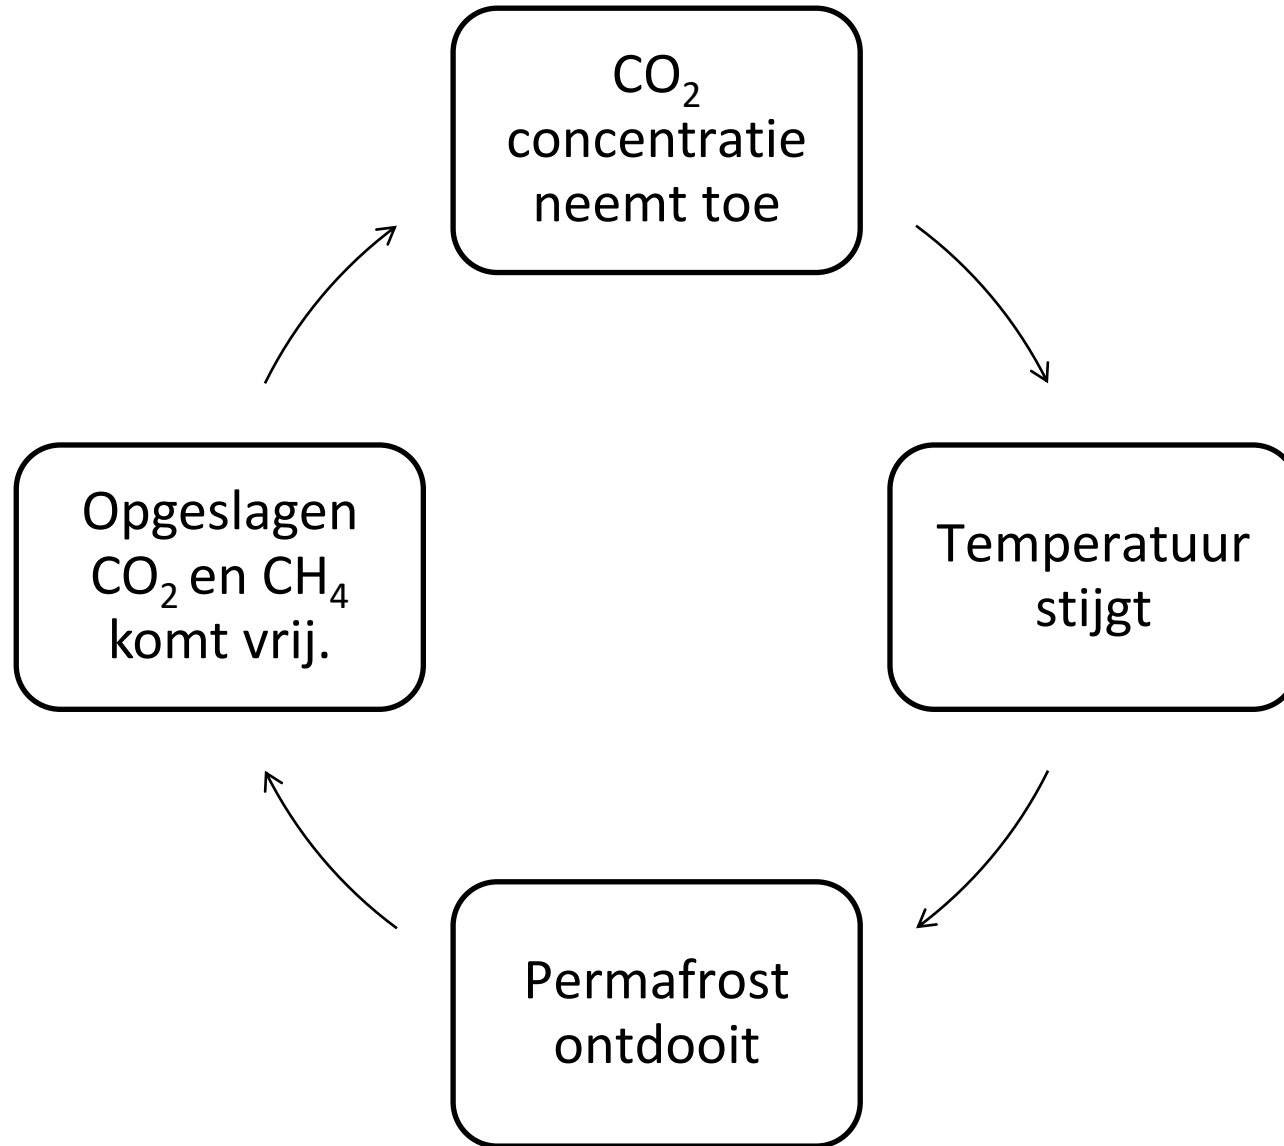 CO₂
concentratie
neemt toe
Temperatuur
stijgt
Permafrost
ontdooit
Opgeslagen
CO₂ en CH₄
komt vrij.